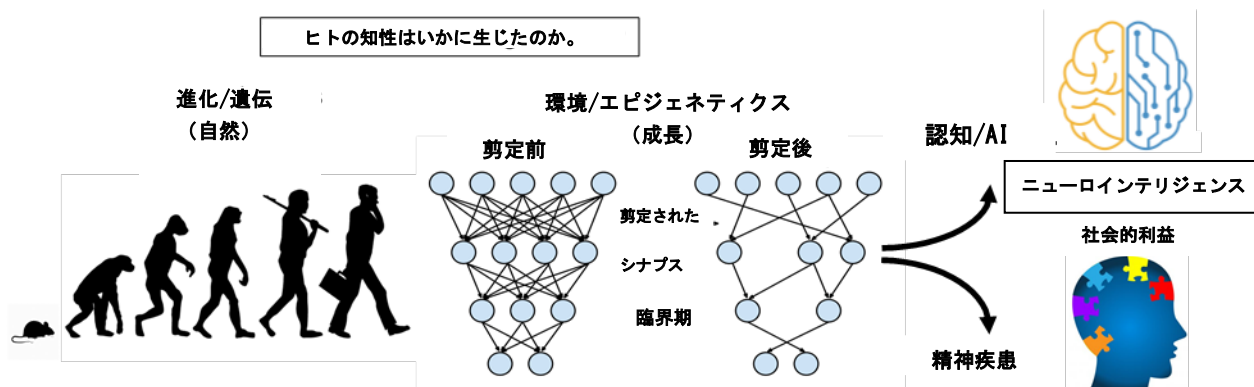 ヒトの知性はいかに生じたのか。
進化/遺伝
（自然）
環境/エピジェネティクス
（成長）
剪定前
剪定後
剪定された
シナプス
臨界期
認知/AI
ニューロインテリジェンス
社会的利益
精神疾患